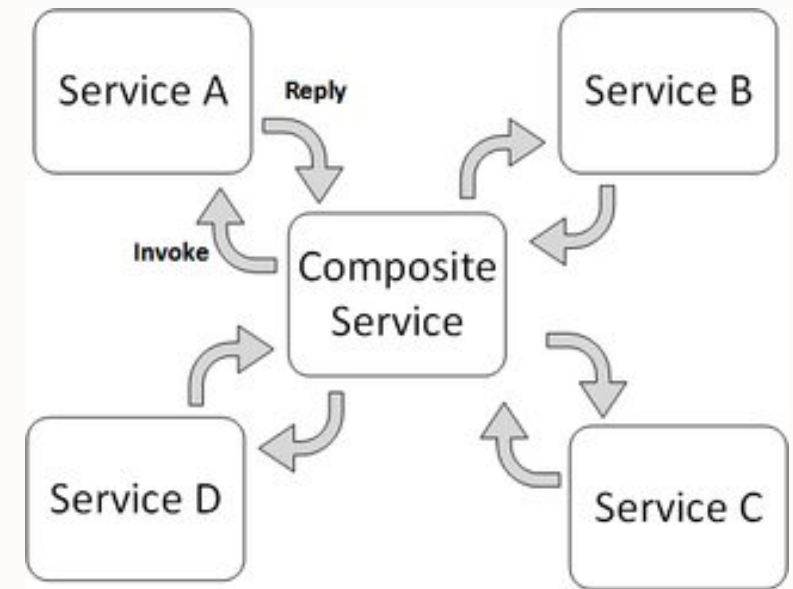 Service A
Reply
Service B
Invoke
Composite
Service
Service D
Service C